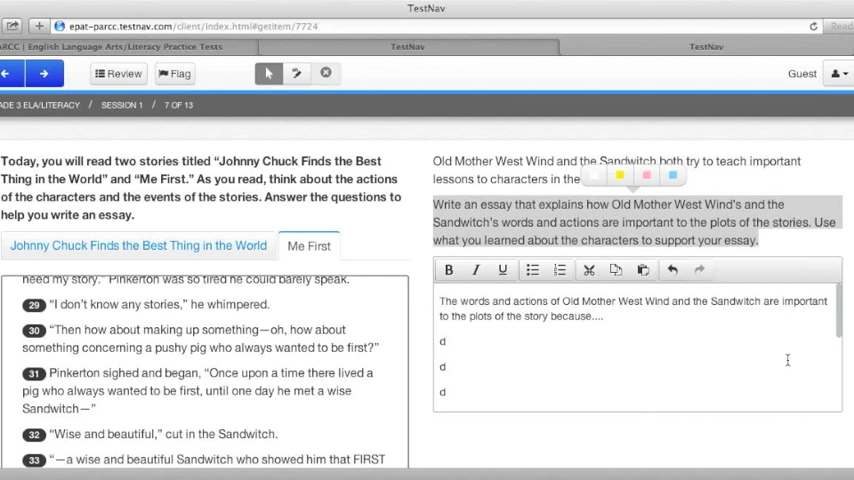 TestNav
epat-parcc.testnav.com/client/index.html#getitem/7724
Read
ARCC | English Language Arts/Literacy Practice Tests
TestNav
TestNav
Review
Flag
Guest
ADE 3 ELA/LITERACY / SESSION 1 / 7 OF 13
Today, you will read two stories titled “Johnny Chuck Finds the Best
Thing in the World” and “Me First.” As you read, think about the actions
of the characters and the events of the stories. Answer the questions to
help you write an essay.
Johnny Chuck Finds the Best Thing in the World
Me First
need my story.” Pinkerton was so tired he could barely speak.
29 “I don’t know any stories,” he whimpered.
30 “Then how about making up something—oh, how about
something concerning a pushy pig who always wanted to be first?”
31 Pinkerton sighed and began, “Once upon a time there lived a
pig who always wanted to be first, until one day he met a wise
Sandwitch—”
32 “Wise and beautiful,” cut in the Sandwitch.
33 “—a wise and beautiful Sandwitch who showed him that FIRST
Old Mother West Wind and the Sandwitch both try to teach important
lessons to characters in the
Write an essay that explains how Old Mother West Wind’s and the
Sandwitch’s words and actions are important to the plots of the stories. Use
what you learned about the characters to support your essay.
B I U
The words and actions of Old Mother West Wind and the Sandwitch are important
to the plots of the story because....
d
d
d